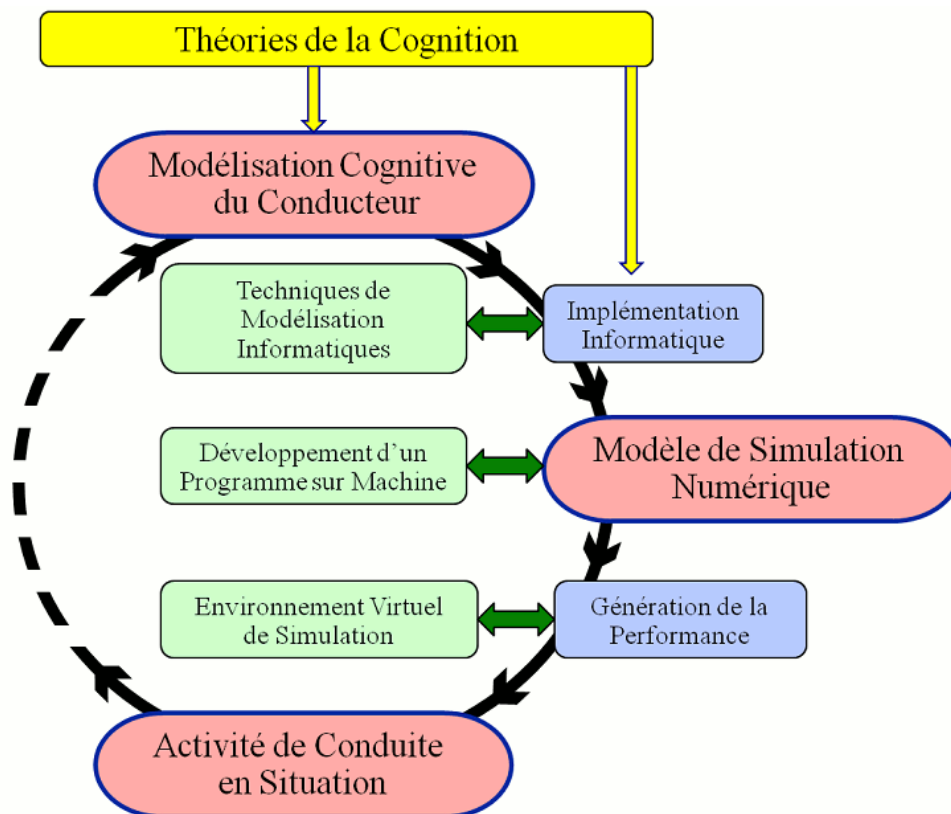 Théories de la Cognition
Modélisation Cognitive
du Conducteur
Techniques de
Modélisation
Informatiques
Implémentation
Informatique
Développement d'un
Programme sur Machine
Modèle de Simulation
Numérique
Environnement Virtuel
de Simulation
Génération de la
Performance
Activité de Conduite
en Situation